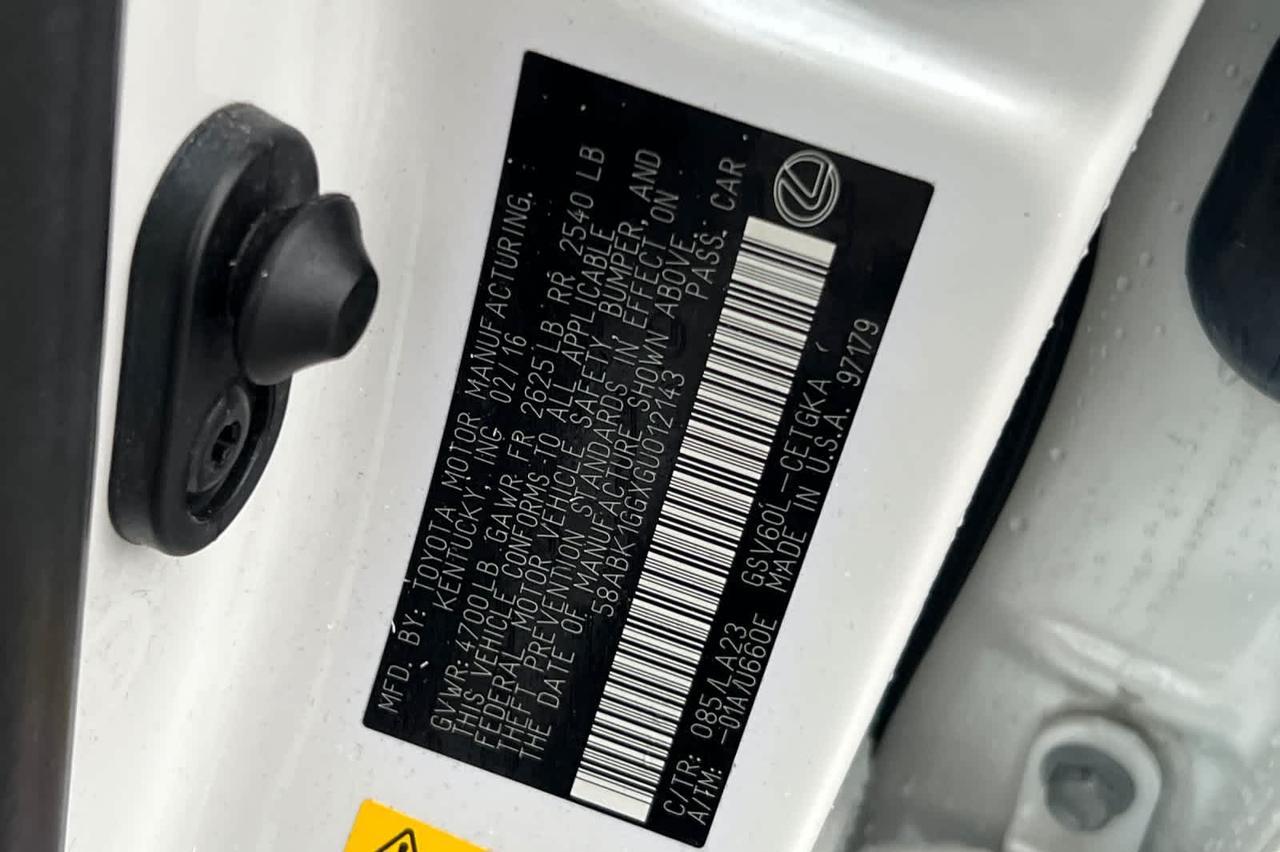 MFD. BY: TOYOTA MOTOR MANUFACTURING,
KENTUCKY, INC 02/16
GVWR: 4700 LB GAWR FR 2625 LB RR 2540 LB
THIS VEHICLE CONFORMS TO ALL APPLICABLE
FEDERAL MOTOR VEHICLE SAFETY, BUMPER, AND
THEFT PREVENTION STANDARDS IN EFFECT ON
THE DATE OF MANUFACTURE SHOWN ABOVE.
58ABK1GGXGU012143 PASS. CAR
C/TR: 085/LA23 GSV60L-CETGKA
A/TM: -01A/U660E MADE IN U.S.A. 97179